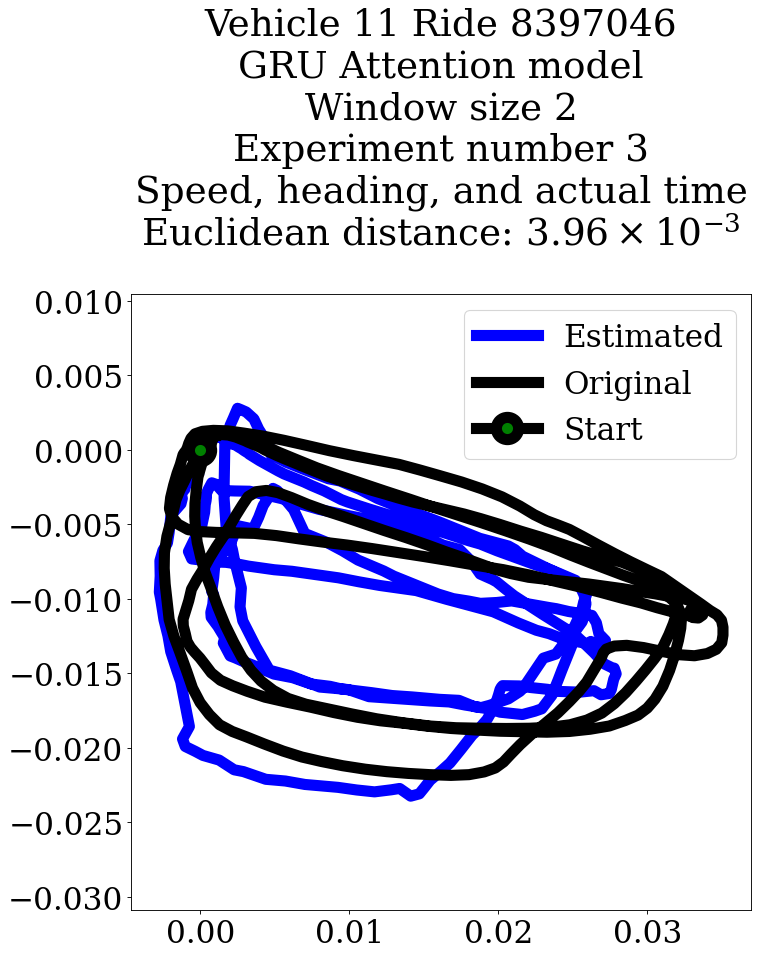 Vehicle 11 Ride 8397046
GRU Attention model
Window size 2
Experiment number 3
Speed, heading, and actual time
Euclidean distance: 3.96 × 10⁻³
Estimated
Original
Start
0.010
0.005
0.000
−0.005
−0.010
−0.015
−0.020
−0.025
−0.030
0.00 0.01 0.02 0.03